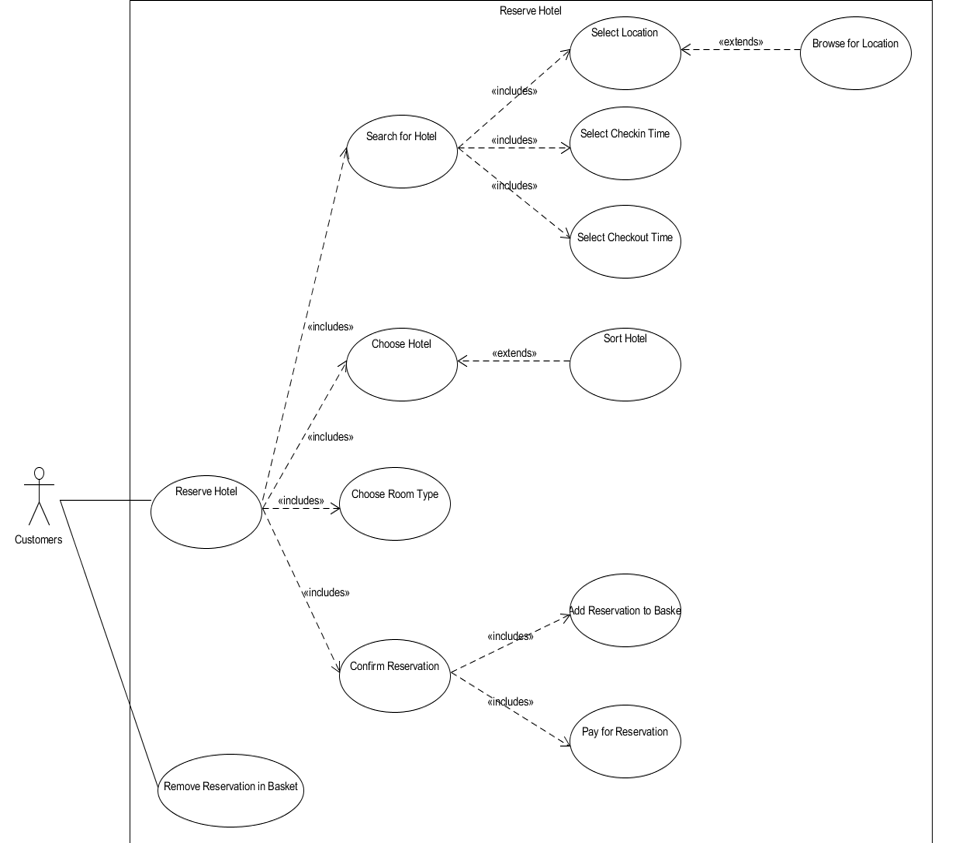 Reserve Hotel
Select Location
«extends»
Browse for Location
«includes»
Search for Hotel
«includes»
Select Checkin Time
«includes»
Select Checkout Time
«includes»
Choose Hotel
«extends»
Sort Hotel
«includes»
Reserve Hotel
«includes»
Choose Room Type
Customers
«includes»
Add Reservation to Baske
«includes»
Confirm Reservation
«includes»
Pay for Reservation
Remove Reservation in Basket